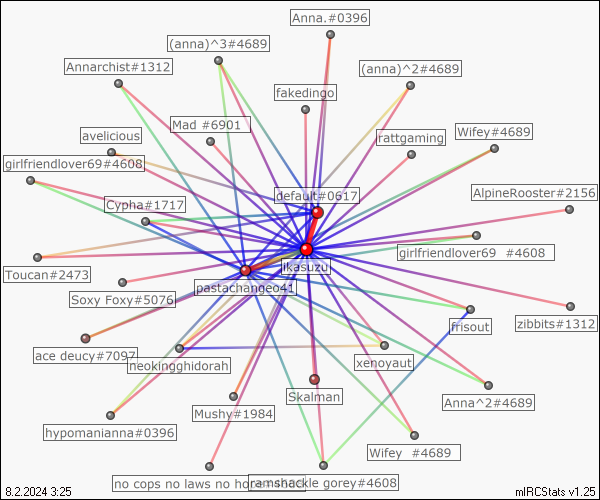 Anna.#0396
(anna)^3#4689
Annarchist#1312
(anna)^2#4689
fakedingo
Mad #6901
avelicious
rattgaming
Wifey#4689
girlfriendlover69#4608
default#0617
AlpineRooster#2156
Cypha#1717
girlfriendlover69 #4608
Toucan#2473
ikasuzu
Soxy Foxy#5076
pastachangeo41
frisout
zibbits#1312
ace deucy#7097
neokingghidorah
xenoyaut
Skalman
Anna^2#4689
Mushy#1984
hypomanianna#0396
Wifey #4689
no cops no laws no
ramshackle gorey#4608
8.2.2024 3:25
mIRCStats v1.25